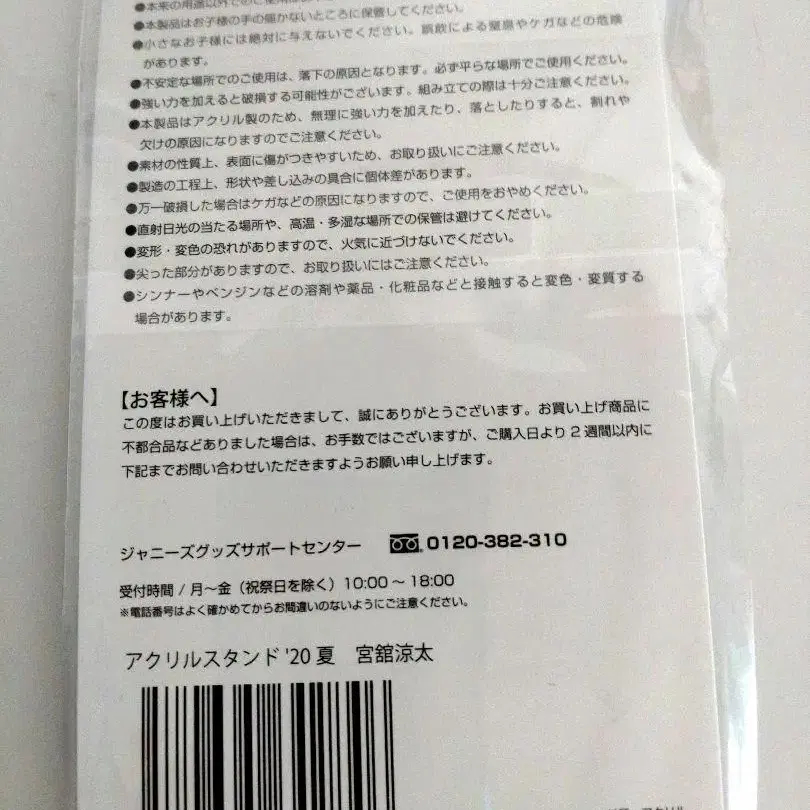 ●本来の用途以外での
●本製品はお子様の手の届かないところに保管してください。
●小さなお子様には絶対に与えないでください。誤飲による窒息やケガなどの危険
があります。
●不安定な場所でのご使用は、落下の原因となります。必ず平らな場所でご使用ください。
●強い力を加えると破損する可能性がございます。組み立ての際は十分ご注意ください。
●本製品はアクリル製のため、無理に強い力を加えたり、落としたりすると、割れや
欠けの原因になりますのでご注意ください。
●素材の性質上、表面に傷がつきやすいため、お取り扱いにご注意ください。
●製造の工程上、形状や差し込みの具合に個体差があります。
●万一破損した場合はケガなどの原因になりますので、ご使用をおやめください。
●直射日光の当たる場所や、高温・多湿な場所での保管は避けてください。
●変形・変色の恐れがありますので、火気に近づけないでください。
●尖った部分がありますので、お取り扱いにはご注意ください。
●シンナーやベンジンなどの溶剤や薬品・化粧品などと接触すると変色・変質する
場合があります。
【お客様へ】
この度はお買い上げいただきまして、誠にありがとうございます。お買い上げ商品に
不都合品などありました場合は、お手数ではございますが、ご購入日より2週間以内に
下記までお問い合わせいただきますようお願い申し上げます。
ジャニーズグッズサポートセンター 0120-382-310
受付時間 / 月～金（祝祭日を除く）10:00～18:00
※電話番号はよく確かめてからお間違いのないようにご注意ください。
アクリルスタンド '20 夏 宮舘涼太